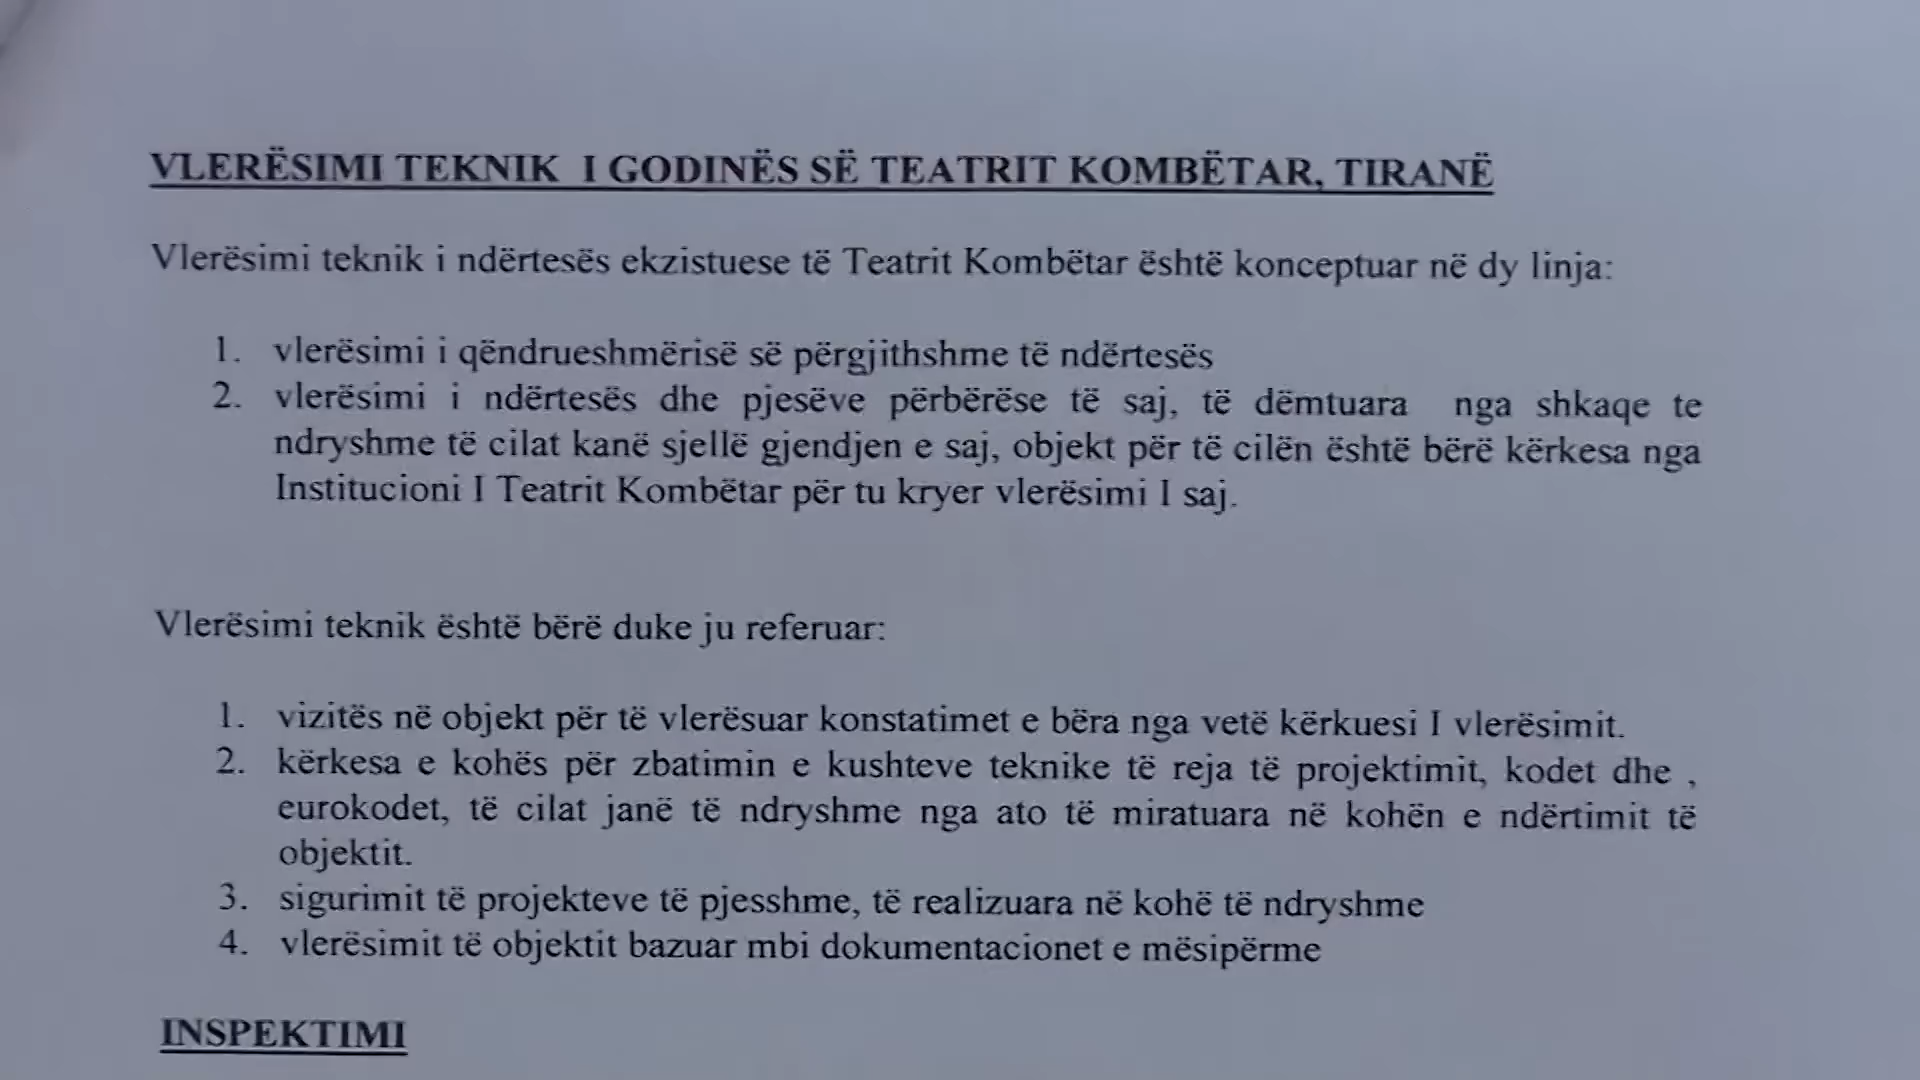 VLERËSIMI TEKNIK I GODINËS SË TEATRIT KOMBËTAR, TIRANË
Vlerësimi teknik i ndërtesës ekzistuese të Teatrit Kombëtar është konceptuar në dy linja:
1. vlerësimi i qëndrueshmërisë së përgjithshme të ndërtesës
2. vlerësimi i ndërtesës dhe pjesëve përbërëse të saj, të dëmtuara nga shkaqe te
ndryshme të cilat kanë sjellë gjendjen e saj, objekt për të cilën është bërë kërkesa nga
Institucioni I Teatrit Kombëtar për tu kryer vlerësimi I saj.
Vlerësimi teknik është bërë duke ju referuar:
1. vizitës në objekt për të vlerësuar konstatimet e bëra nga vetë kërkuesi I vlerësimit.
2. kërkesa e kohës për zbatimin e kushteve teknike të reja të projektimit, kodet dhe ,
eurokodet, të cilat janë të ndryshme nga ato të miratuara në kohën e ndërtimit të
objektit.
3. sigurimit të projekteve të pjesshme, të realizuara në kohë të ndryshme
4. vlerësimit të objektit bazuar mbi dokumentacionet e mësipërme
INSPEKTIMI